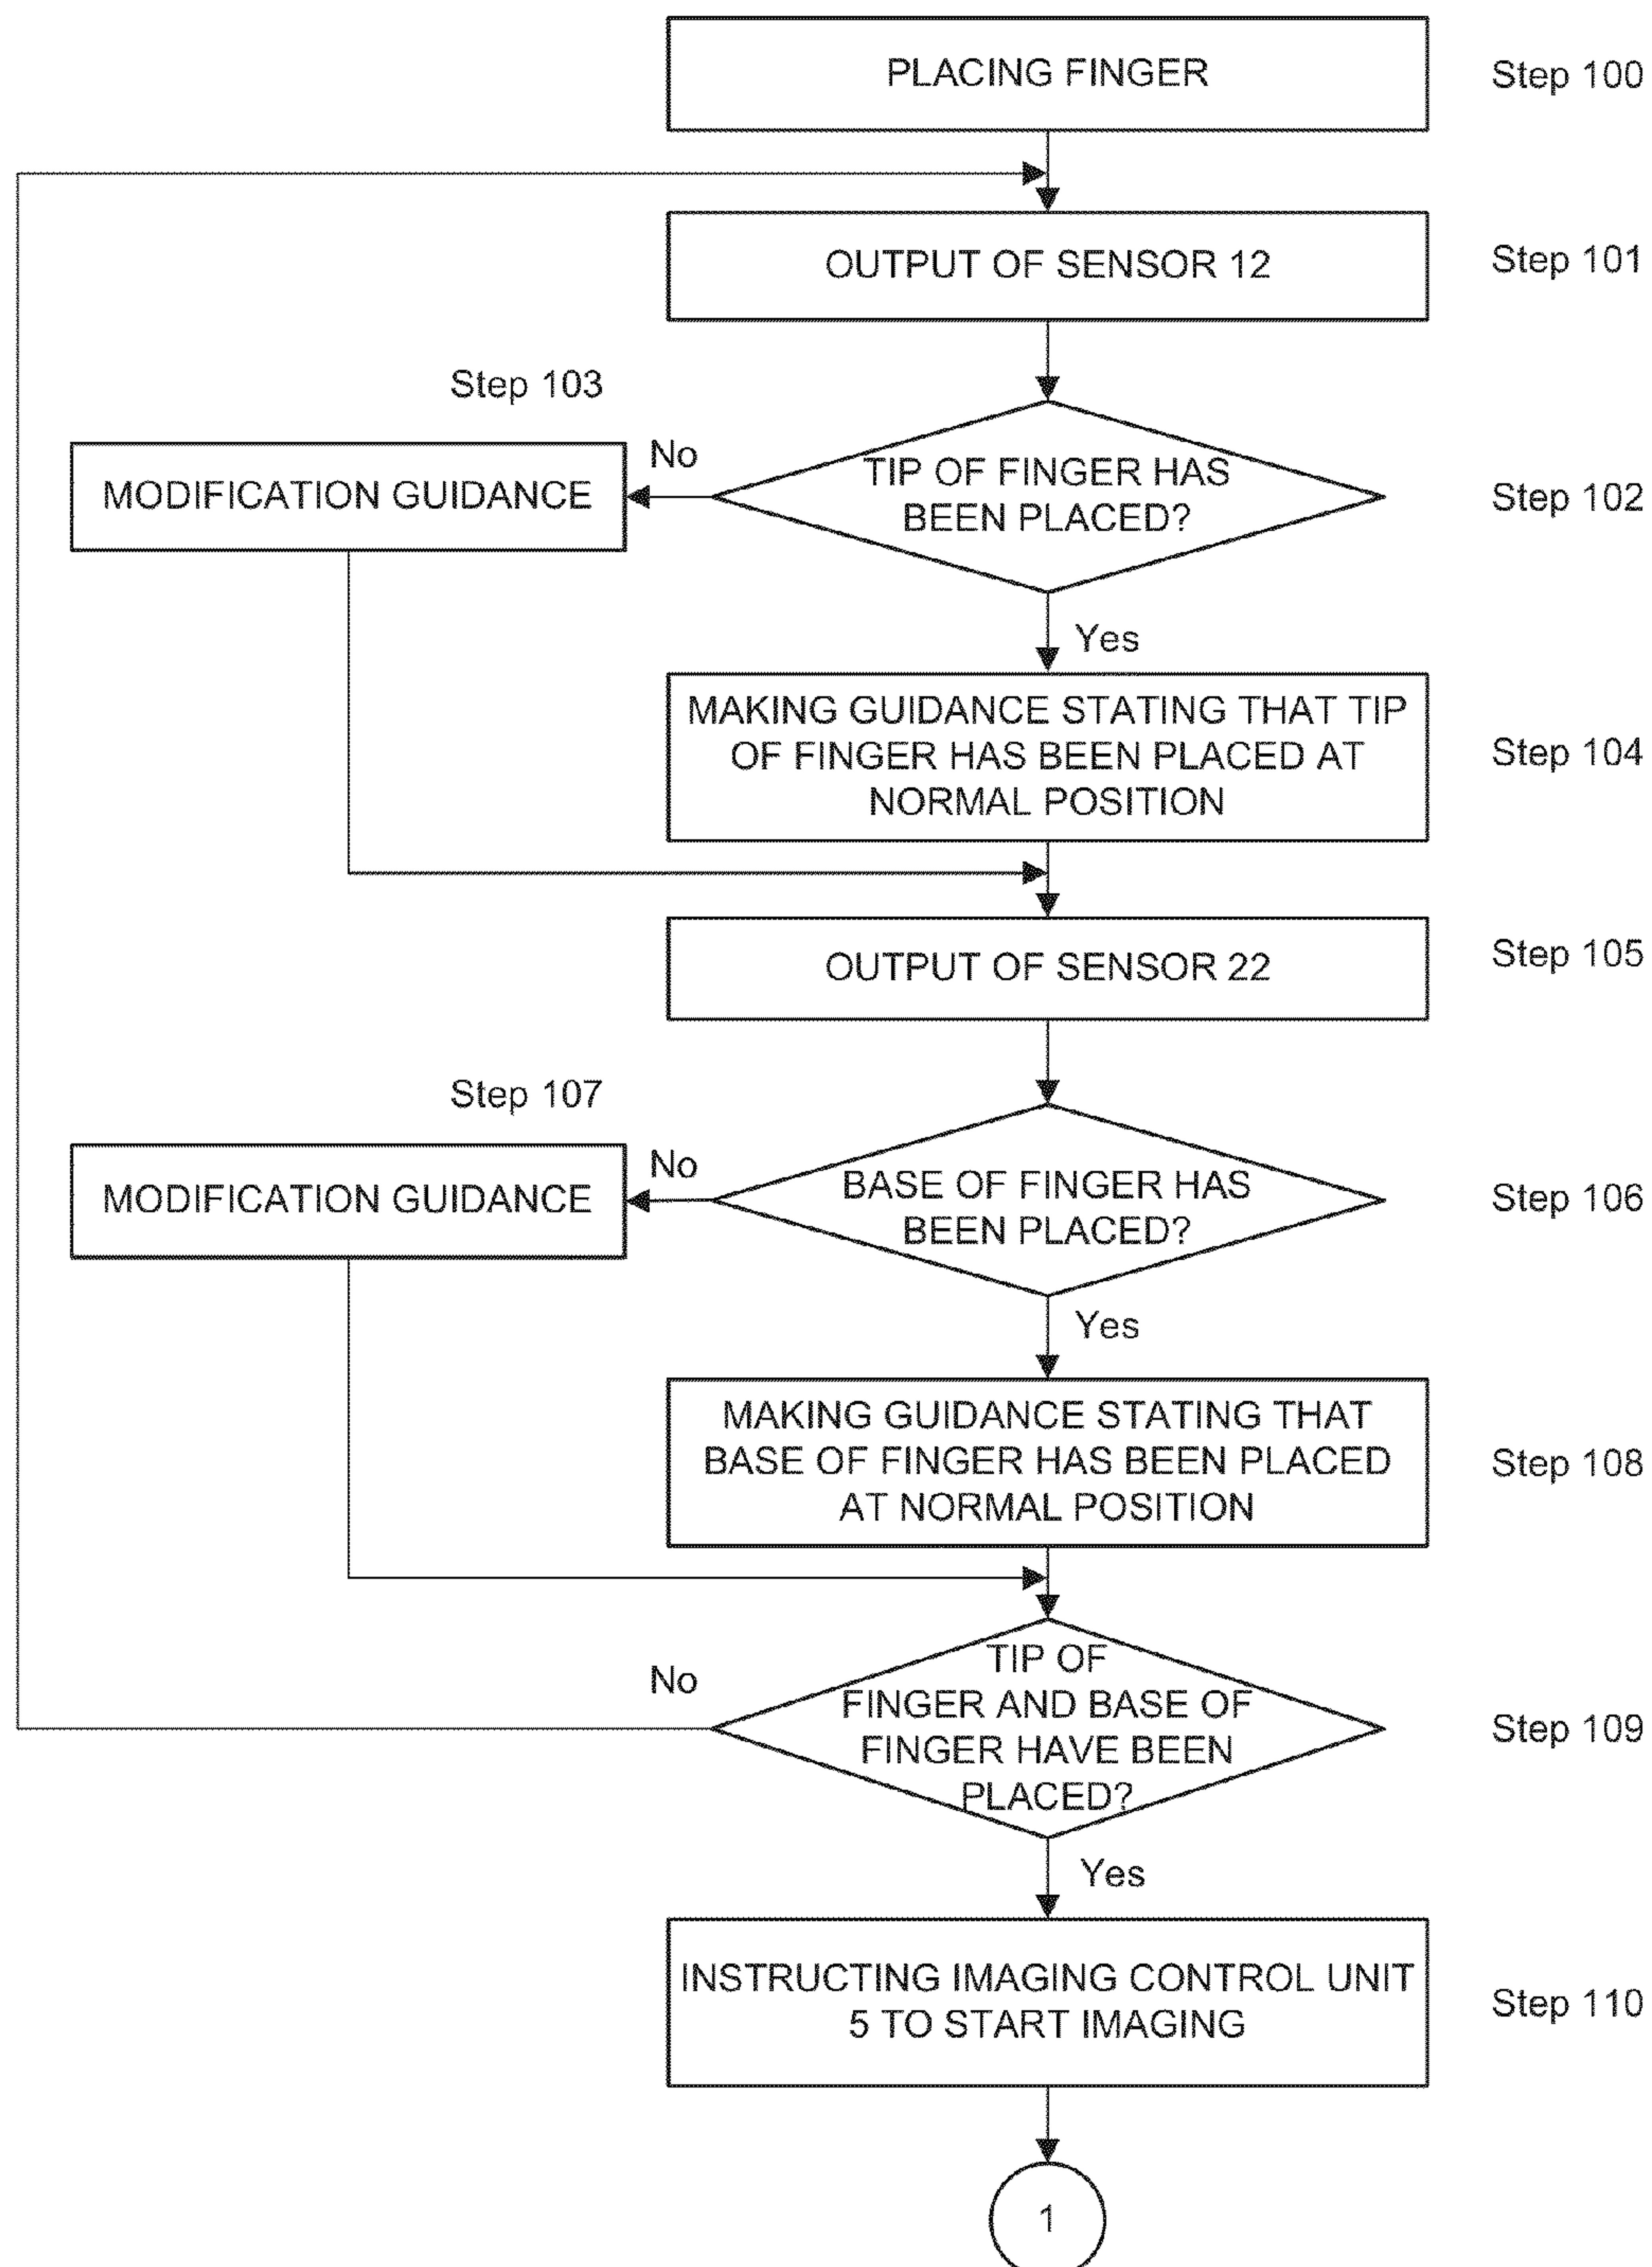 PLACING FINGER
Step 100
OUTPUT OF SENSOR 12
Step 101
Step 103
MODIFICATION GUIDANCE
No
TIP OF FINGER HAS
BEEN PLACED?
Step 102
Yes
MAKING GUIDANCE STATING THAT TIP
OF FINGER HAS BEEN PLACED AT
NORMAL POSITION
Step 104
OUTPUT OF SENSOR 22
Step 105
Step 107
MODIFICATION GUIDANCE
No
BASE OF FINGER HAS
BEEN PLACED?
Step 106
Yes
MAKING GUIDANCE STATING THAT
BASE OF FINGER HAS BEEN PLACED
AT NORMAL POSITION
Step 108
No
TIP OF
FINGER AND BASE OF
FINGER HAVE BEEN
PLACED?
Step 109
Yes
INSTRUCTING IMAGING CONTROL UNIT
5 TO START IMAGING
Step 110
1